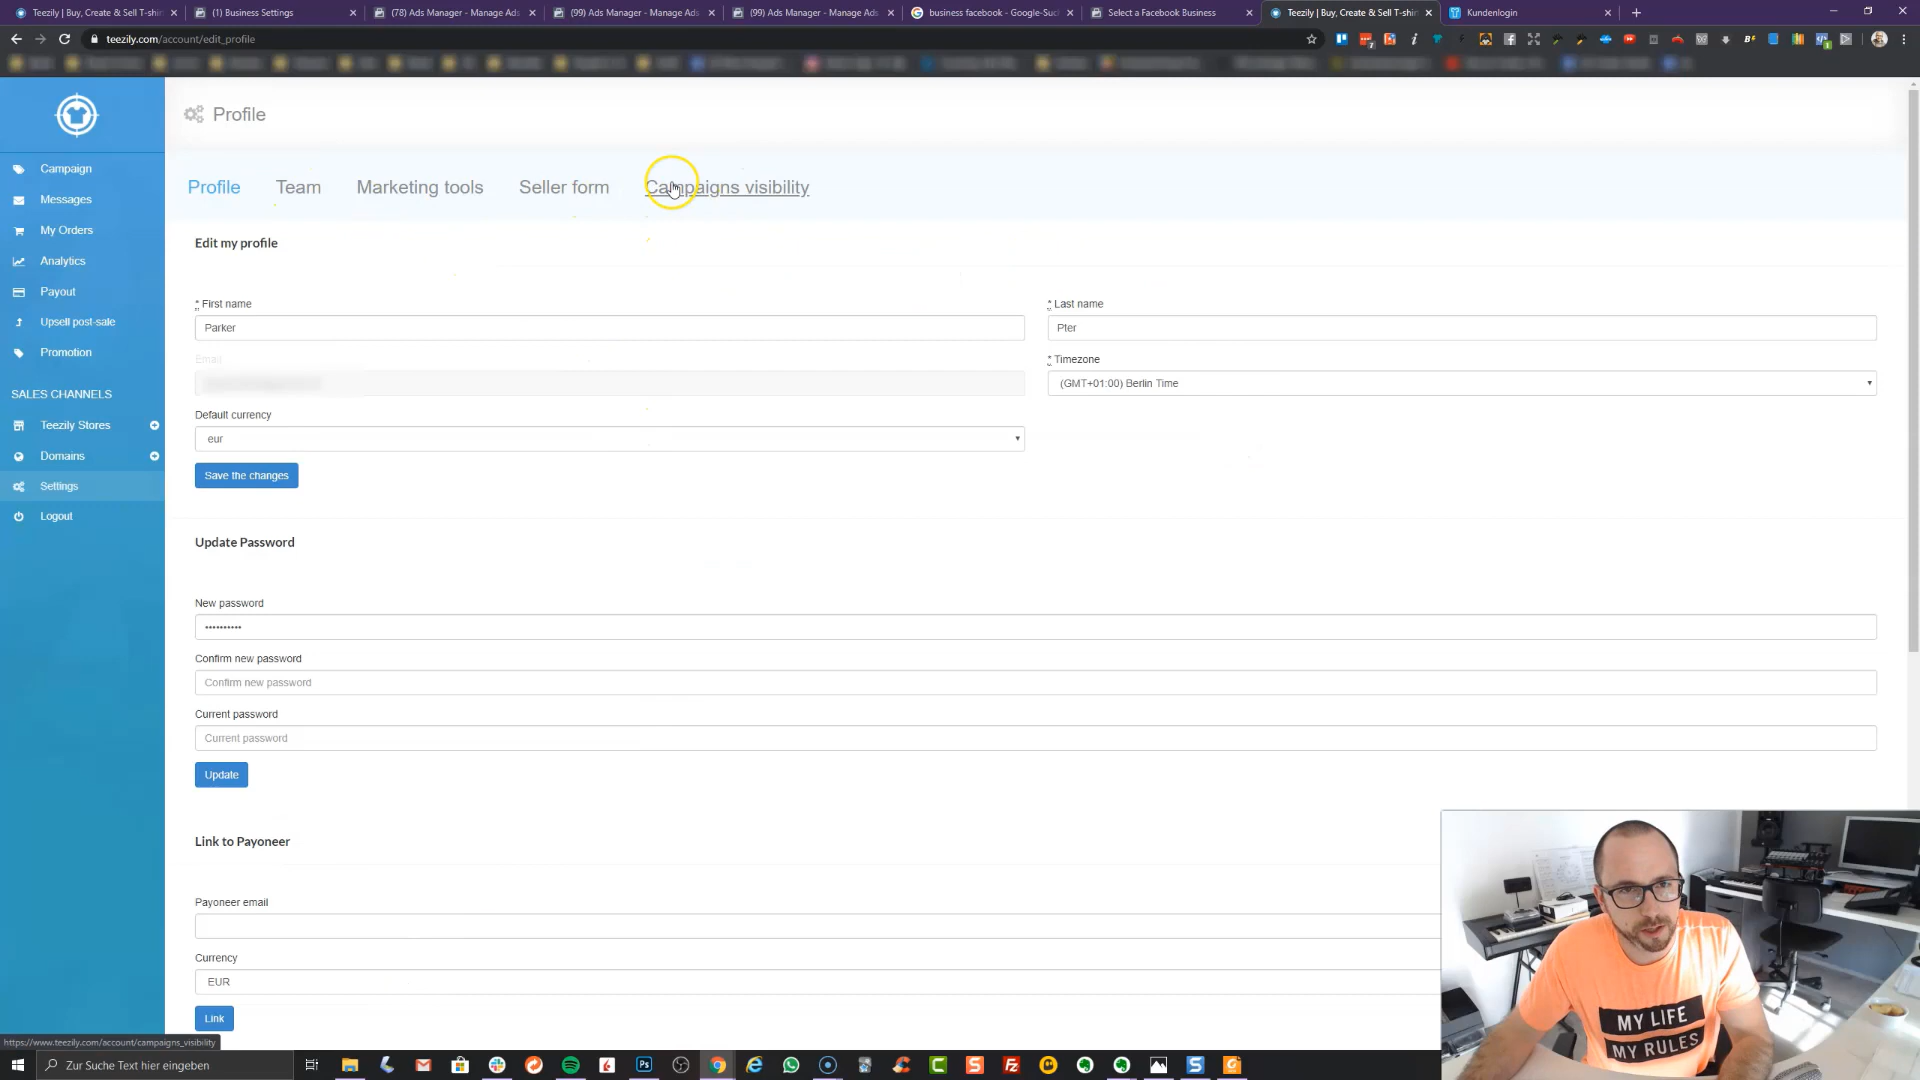 Teezily | Buy, Create & Sell T-shir
(1) Business Settings
(78) Ads Manager - Manage Ads
(99) Ads Manager - Manage Ads
(99) Ads Manager - Manage Ads
business facebook - Google-Suc
Select a Facebook Business
Teezily | Buy, Create & Sell T-shir
Kundenlogin
teezily.com/account/edit_profile
Profile
Campaign
Messages
My Orders
Analytics
Payout
Upsell post-sale
Promotion
SALES CHANNELS
Teezily Stores
Domains
Settings
Logout
Profile Team Marketing tools Seller form Campaigns visibility
Edit my profile
* First name
Parker
* Last name
Pter
Email
* Timezone
(GMT+01:00) Berlin Time
Default currency
eur
Save the changes
Update Password
New password
••••••••••
Confirm new password
Confirm new password
Current password
Current password
Update
Link to Payoneer
Payoneer email
Currency
EUR
Link
https://www.teezily.com/account/campaigns_visibility
Zur Suche Text hier eingeben
MY LIFE
MY RULES